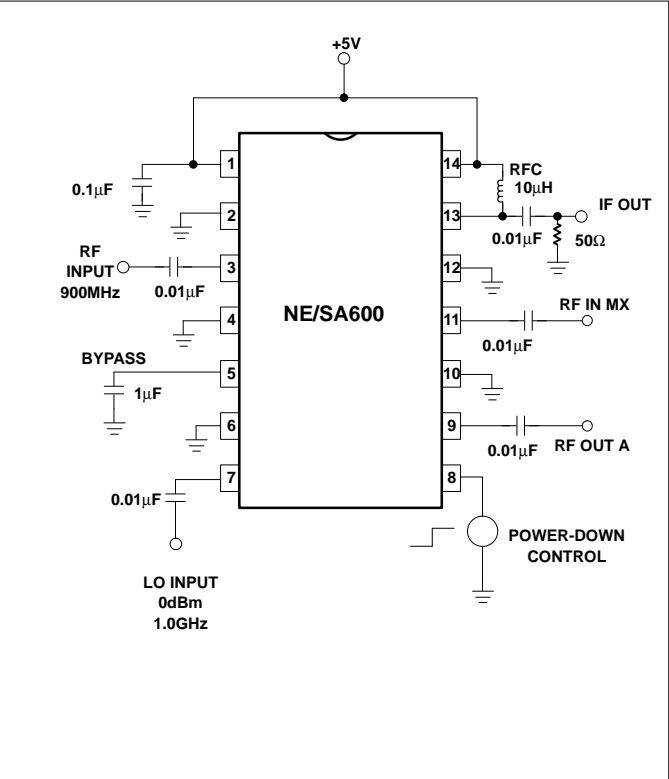 +5V
1
14
RFC
10μH
0.1μF
IF OUT
2
13
0.01μF
50Ω
RF
INPUT
900MHz
0.01μF
3
12
NE/SA600
RF IN MX
4
11
0.01μF
BYPASS
1μF
5
10
6
9
0.01μF
RF OUT A
7
8
0.01μF
POWER-DOWN
CONTROL
LO INPUT
0dBm
1.0GHz